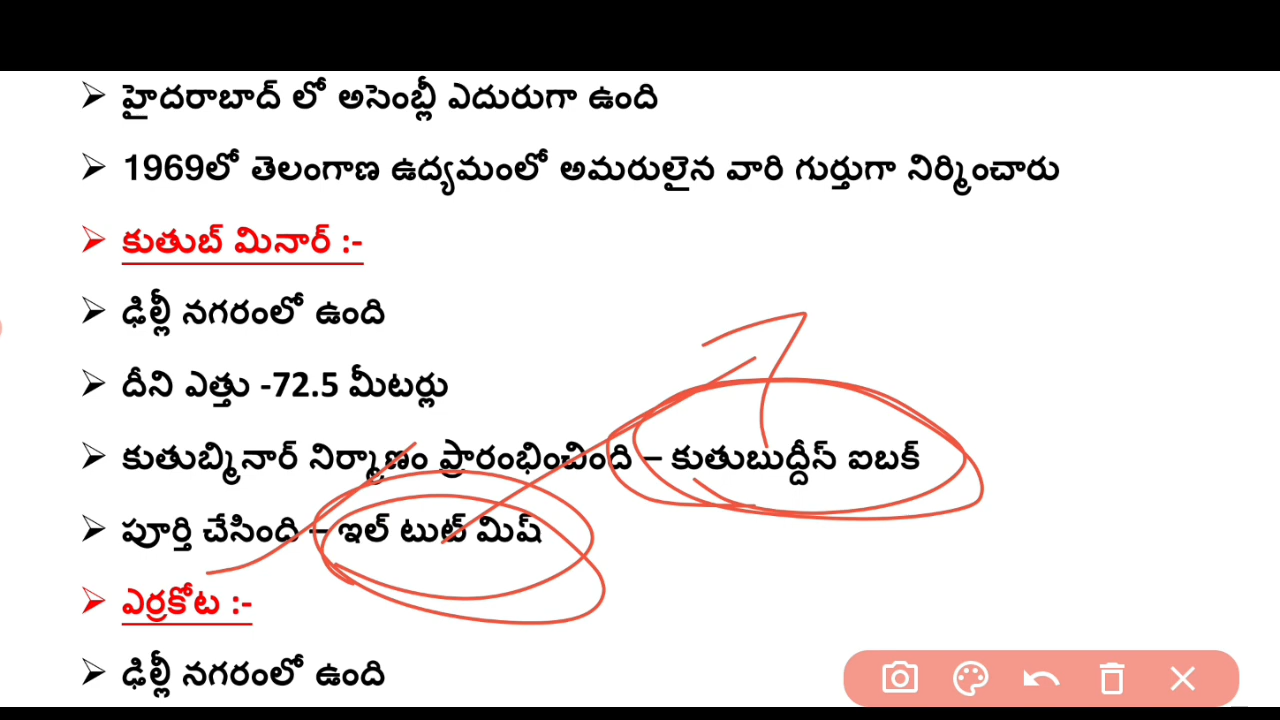 ➢ హైదరాబాద్ లో అసెంబ్లీ ఎదురుగా ఉంది
➢ 1969లో తెలంగాణ ఉద్యమంలో అమరులైన వారి గుర్తుగా నిర్మించారు
➢ కుతుబ్ మినార్ :-
➢ ఢిల్లీ నగరంలో ఉంది
➢ దీని ఎత్తు -72.5 మీటర్లు
➢ కుతుబ్మినార్ నిర్మాణం ప్రారంభించింది – కుతుబుద్దీస్ ఐబక్
➢ పూర్తి చేసింది – ఇల్ టుట్ మిష్
➢ ఎర్రకోట :-
➢ ఢిల్లీ నగరంలో ఉంది